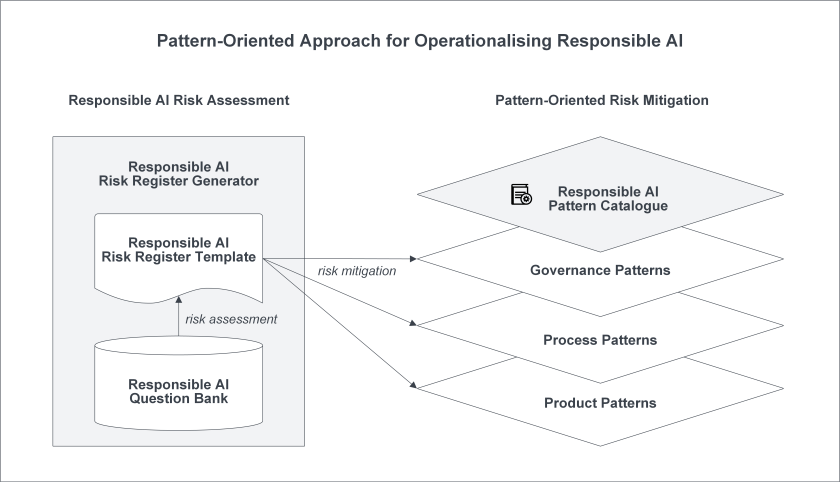 Pattern-Oriented Approach for Operationalising Responsible AI
Responsible AI Risk Assessment
Pattern-Oriented Risk Mitigation
Responsible AI
Risk Register Generator
Responsible AI
Risk Register Template
risk assessment
Responsible AI
Question Bank
risk mitigation
Responsible AI
Pattern Catalogue
Governance Patterns
Process Patterns
Product Patterns